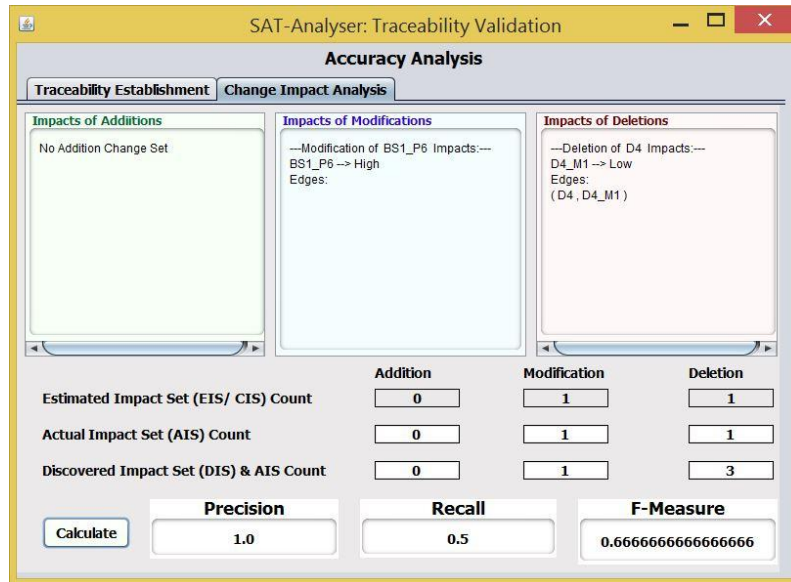 SAT-Analyser: Traceability Validation
Accuracy Analysis
Traceability Establishment Change Impact Analysis
Impacts of Addiitions
No Addition Change Set
Impacts of Modifications
---Modification of BS1_P6 Impacts:---
BS1_P6 --> High
Edges:
Impacts of Deletions
---Deletion of D4 Impacts:---
D4_M1 --> Low
Edges:
( D4 , D4_M1 )
Addition Modification Deletion
Estimated Impact Set (EIS/ CIS) Count 0 1 1
Actual Impact Set (AIS) Count 0 1 1
Discovered Impact Set (DIS) & AIS Count 0 1 3
Calculate
Precision
1.0
Recall
0.5
F-Measure
0.6666666666666666